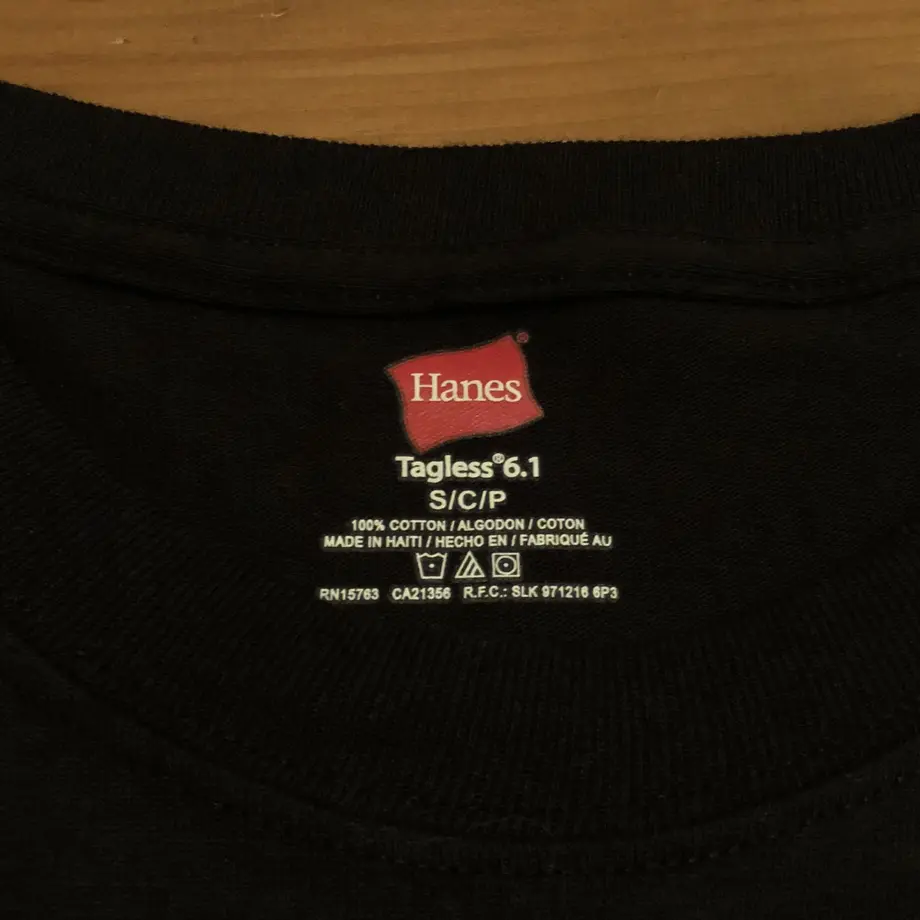 Hanes®
Tagless®6.1
S/C/P
100% COTTON / ALGODON / COTON
MADE IN HAITI / HECHO EN / FABRIQUÉ AU
RN15763 CA21356 R.F.C.: SLK 971216 6P3